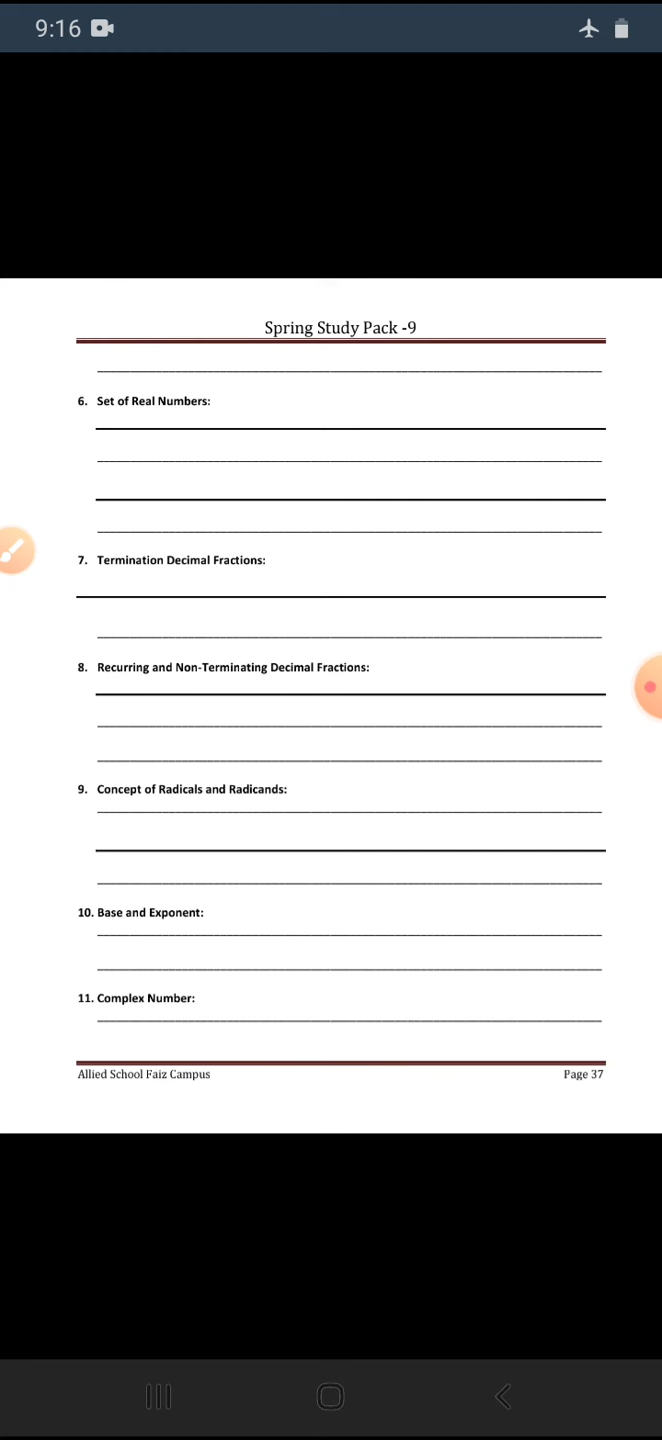 9:16
Spring Study Pack -9
6. Set of Real Numbers:
7. Termination Decimal Fractions:
8. Recurring and Non-Terminating Decimal Fractions:
9. Concept of Radicals and Radicands:
10. Base and Exponent:
11. Complex Number:
Allied School Faiz Campus Page 37